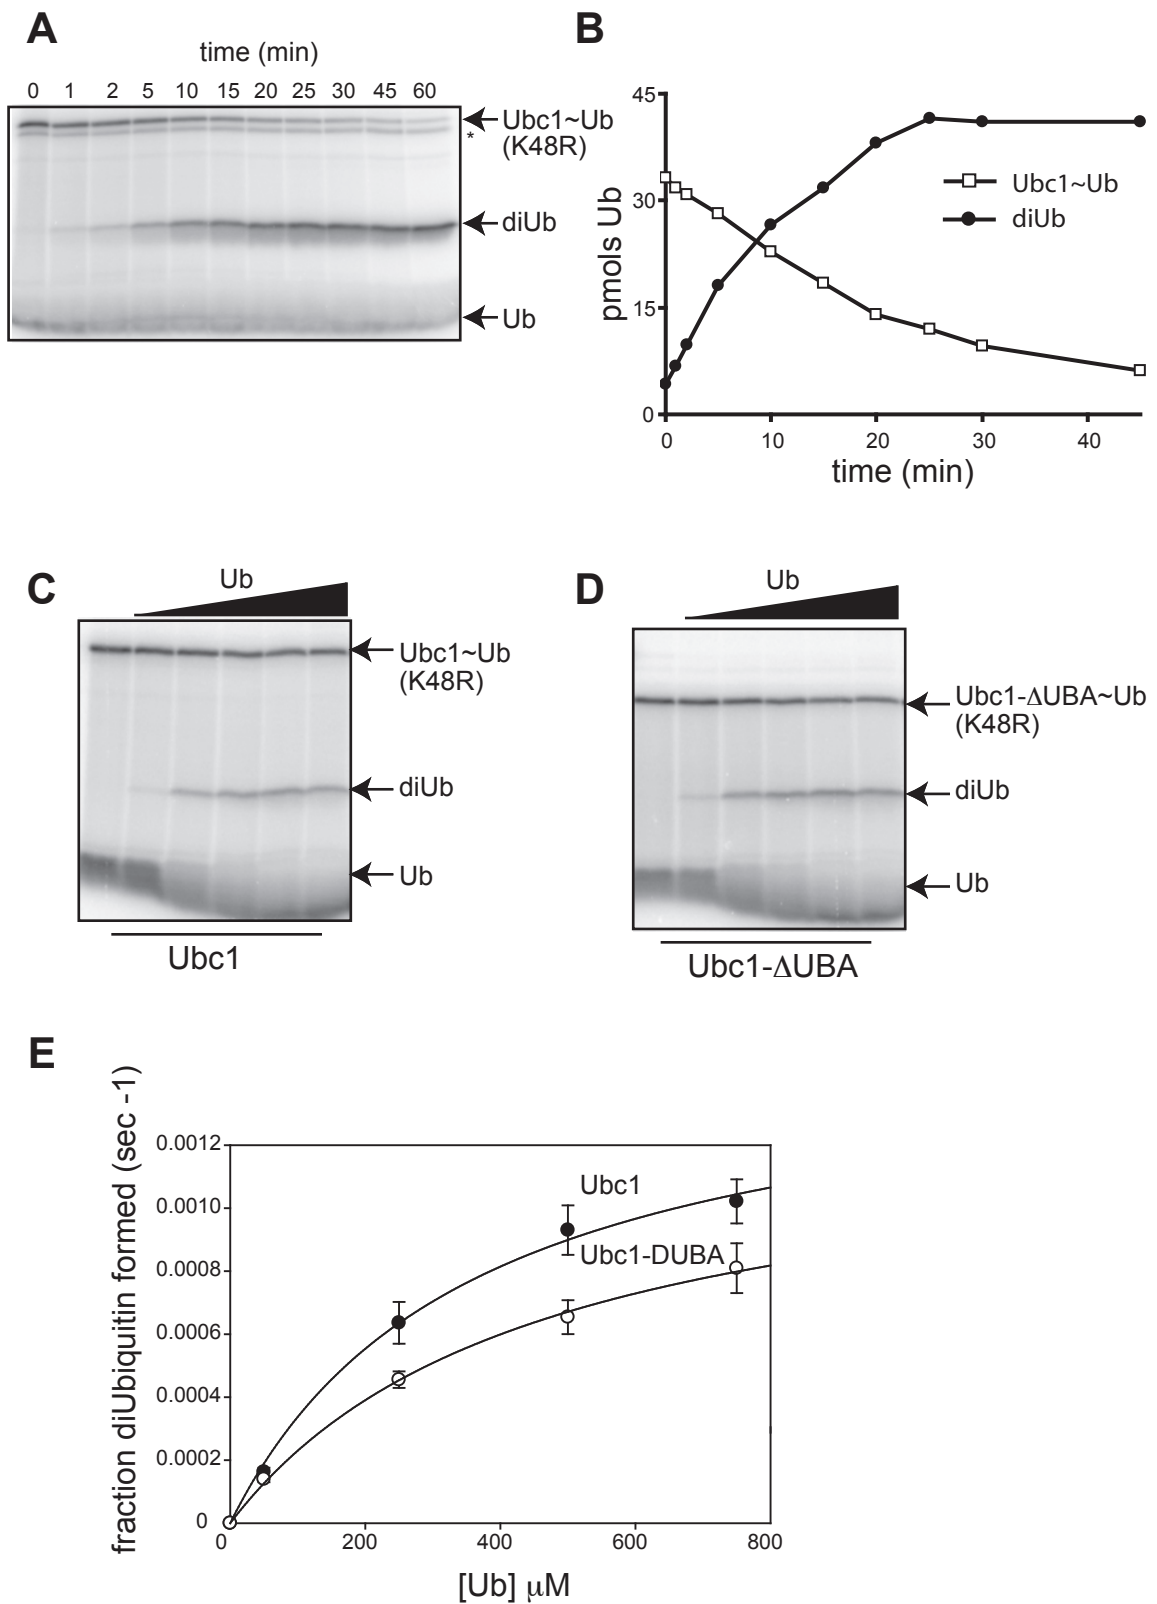 A
time (min)
0 1 2 5 10 15 20 25 30 45 60
Ubc1~Ub
(K48R)
*
diUb
Ub
B
45
30
15
0
pmols Ub
0 10 20 30 40
time (min)
Ubc1~Ub
diUb
C
Ub
Ubc1~Ub
(K48R)
diUb
Ub
Ubc1
D
Ub
Ubc1-ΔUBA~Ub
(K48R)
diUb
Ub
Ubc1-ΔUBA
E
fraction diUbiquitin formed (sec -1)
0.0012
0.0010
0.0008
0.0006
0.0004
0.0002
0
Ubc1
Ubc1-DUBA
0 200 400 600 800
[Ub] μM